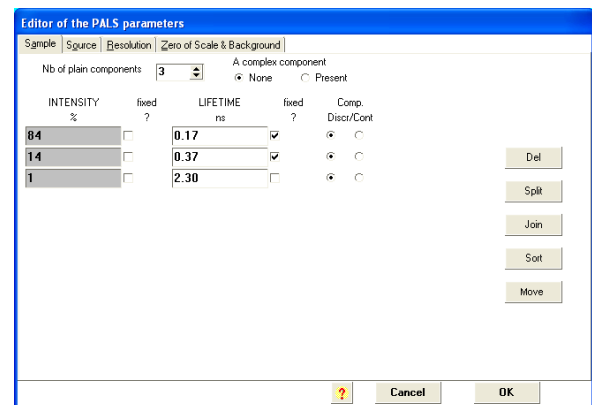 Editor of the PALS parameters
Sample Source Resolution Zero of Scale & Background
A complex component
Nb of plain components 3 None Present
INTENSITY fixed LIFETIME fixed Comp.
% ? ns ? Discr/Cont
84 0.17
14 0.37
Del
1 2.30
Split
Join
Sort
Move
? Cancel OK